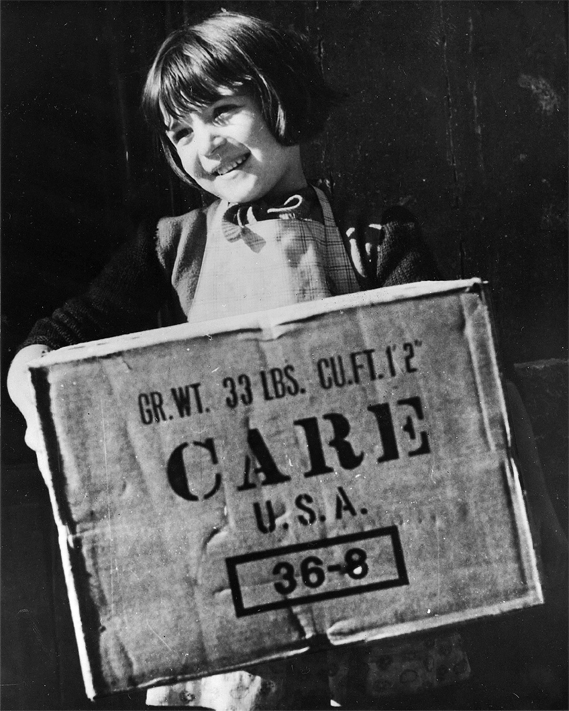 GR.WT. 33 LBS. CU.FT.1'2"
CARE
U.S.A.
36-8